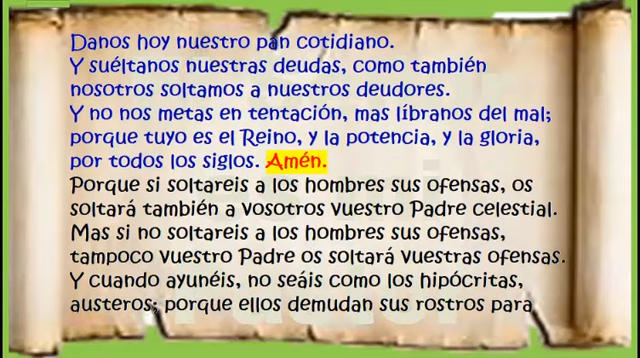 Danos hoy nuestro pan cotidiano.
Y suéltanos nuestras deudas, como también
nosotros soltamos a nuestros deudores.
Y no nos metas en tentación, mas líbranos del mal;
porque tuyo es el Reino, y la potencia, y la gloria,
por todos los siglos. Amén.
Porque si soltareis a los hombres sus ofensas, os
soltará también a vosotros vuestro Padre celestial.
Mas si no soltareis a los hombres sus ofensas,
tampoco vuestro Padre os soltará vuestras ofensas.
Y cuando ayunéis, no seáis como los hipócritas,
austeros; porque ellos demudan sus rostros para